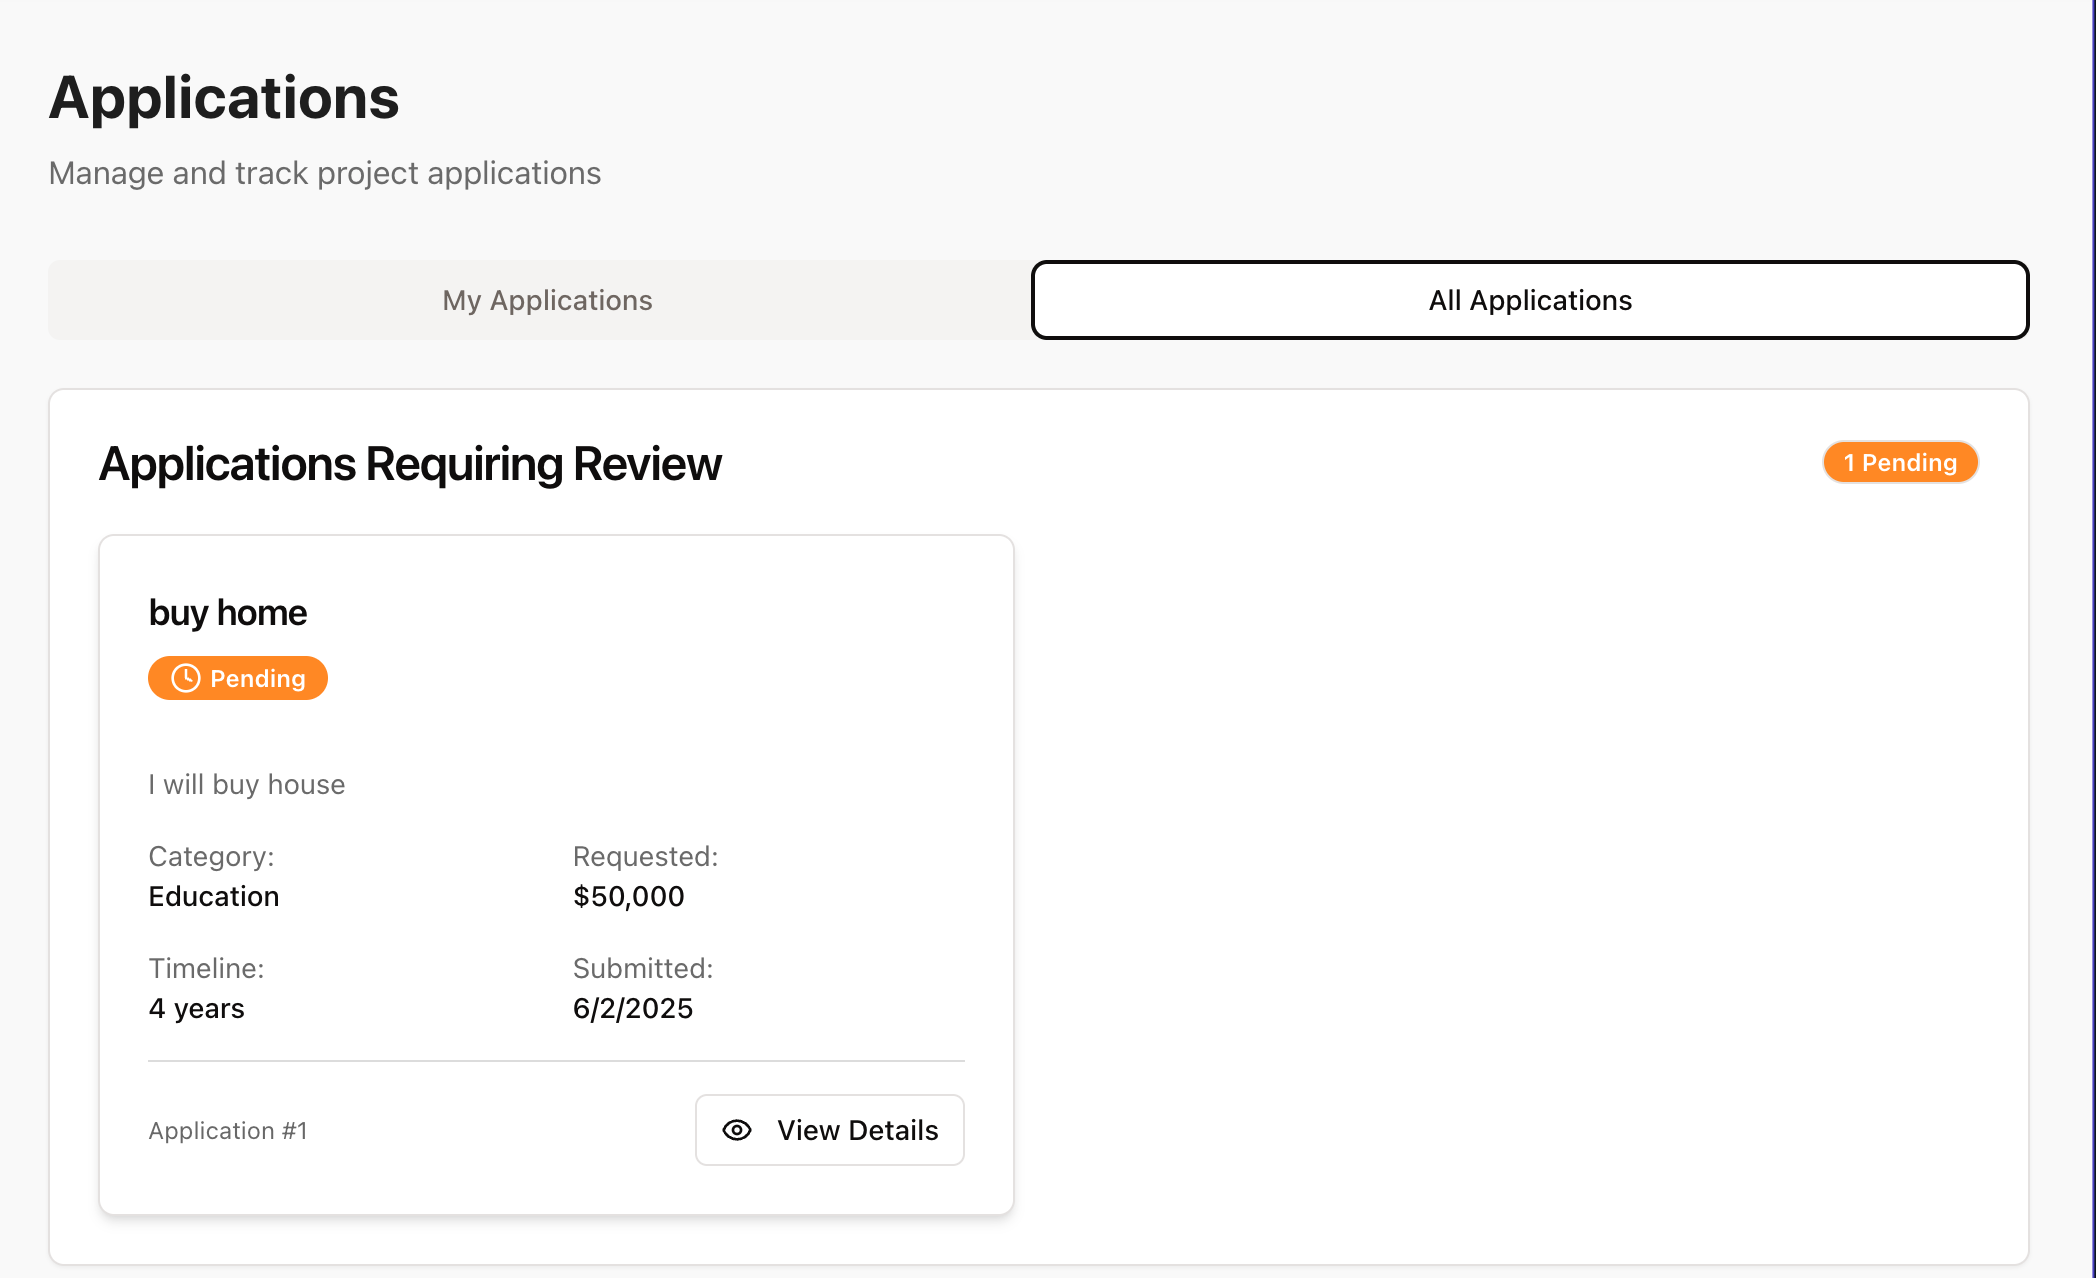 Applications
Manage and track project applications
My Applications
All Applications
Applications Requiring Review
1 Pending
buy home
Pending
I will buy house
Category:
Education
Requested:
$50,000
Timeline:
4 years
Submitted:
6/2/2025
Application #1
View Details